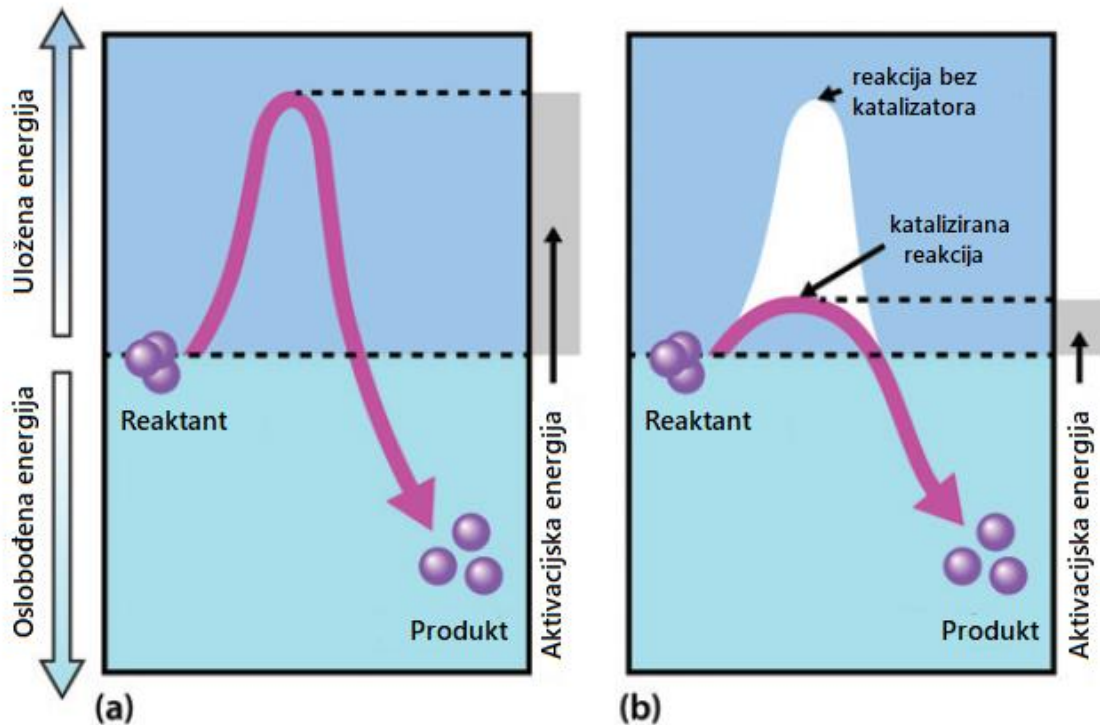 Uložena energija
Oslobođena energija
Reaktant
Produkt
Aktivacijska energija
(a)
reakcija bez
katalizatora
katalizirana
reakcija
Reaktant
Produkt
Aktivacijska energija
(b)